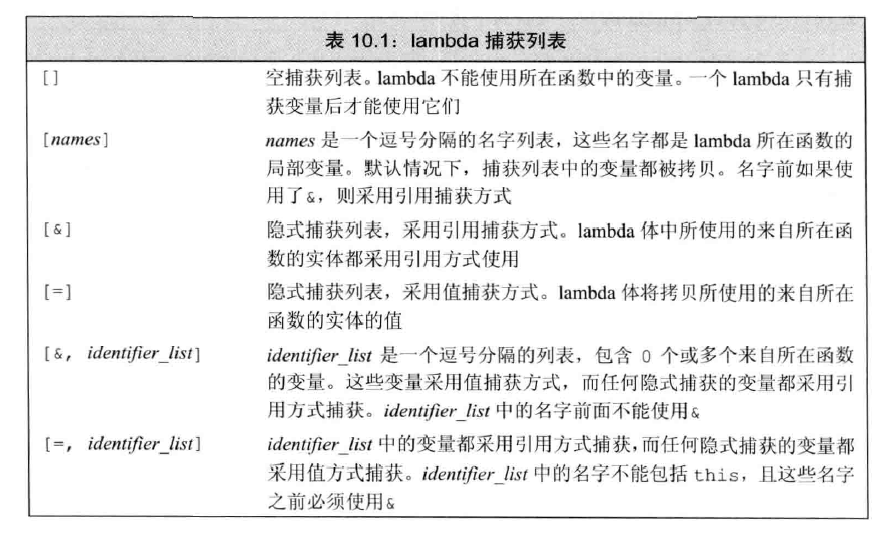 表 10.1：lambda 捕获列表
[] 空捕获列表。lambda 不能使用所在函数中的变量。一个 lambda 只有捕
获变量后才能使用它们
[names] names 是一个逗号分隔的名字列表，这些名字都是 lambda 所在函数的
局部变量。默认情况下，捕获列表中的变量都被拷贝。名字前如果使
用了&，则采用引用捕获方式
[&] 隐式捕获列表，采用引用捕获方式。lambda 体中所使用的来自所在函
数的实体都采用引用方式使用
[=] 隐式捕获列表，采用值捕获方式。lambda 体将拷贝所使用的来自所在
函数的实体的值
[&, identifier_list] identifier_list 是一个逗号分隔的列表，包含 0 个或多个来自所在函数
的变量。这些变量采用值捕获方式，而任何隐式捕获的变量都采用引
用方式捕获。identifier_list 中的名字前面不能使用&
[=, identifier_list] identifier_list 中的变量都采用引用方式捕获，而任何隐式捕获的变量都
采用值方式捕获。identifier_list 中的名字不能包括 this，且这些名字
之前必须使用&